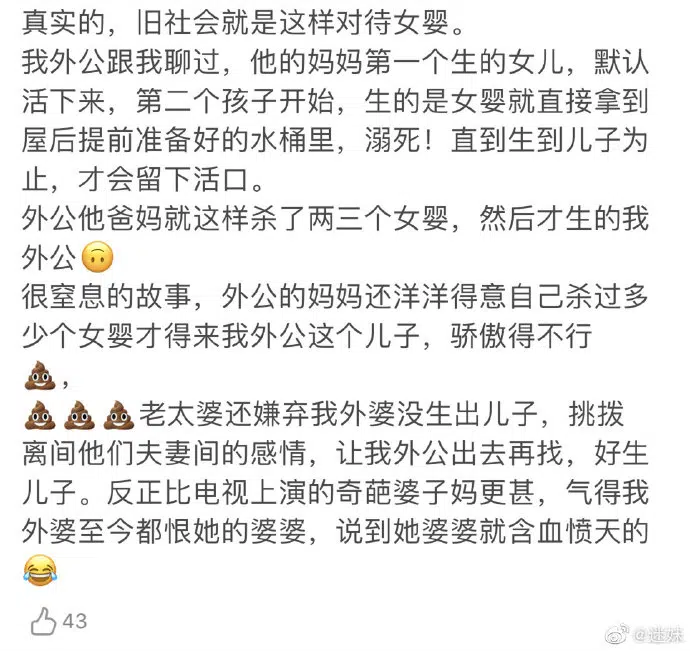 真实的，旧社会就是这样对待女婴。
我外公跟我聊过，他的妈妈第一个生的女儿，默认
活下来，第二个孩子开始，生的是女婴就直接拿到
屋后提前准备好的水桶里，溺死！直到生到儿子为
止，才会留下活口。
外公他爸妈就这样杀了两三个女婴，然后才生的我
外公🙃
很窒息的故事，外公的妈妈还洋洋得意自己杀过多
少个女婴才得来我外公这个儿子，骄傲得不行
💩，
💩💩💩老太婆还嫌弃我外婆没生出儿子，挑拨
离间他们夫妻间的感情，让我外公出去再找，好生
儿子。反正比电视上演的奇葩婆子妈更甚，气得我
外婆至今都恨她的婆婆，说到她婆婆就含血愤天的
😂
43
@迷妹